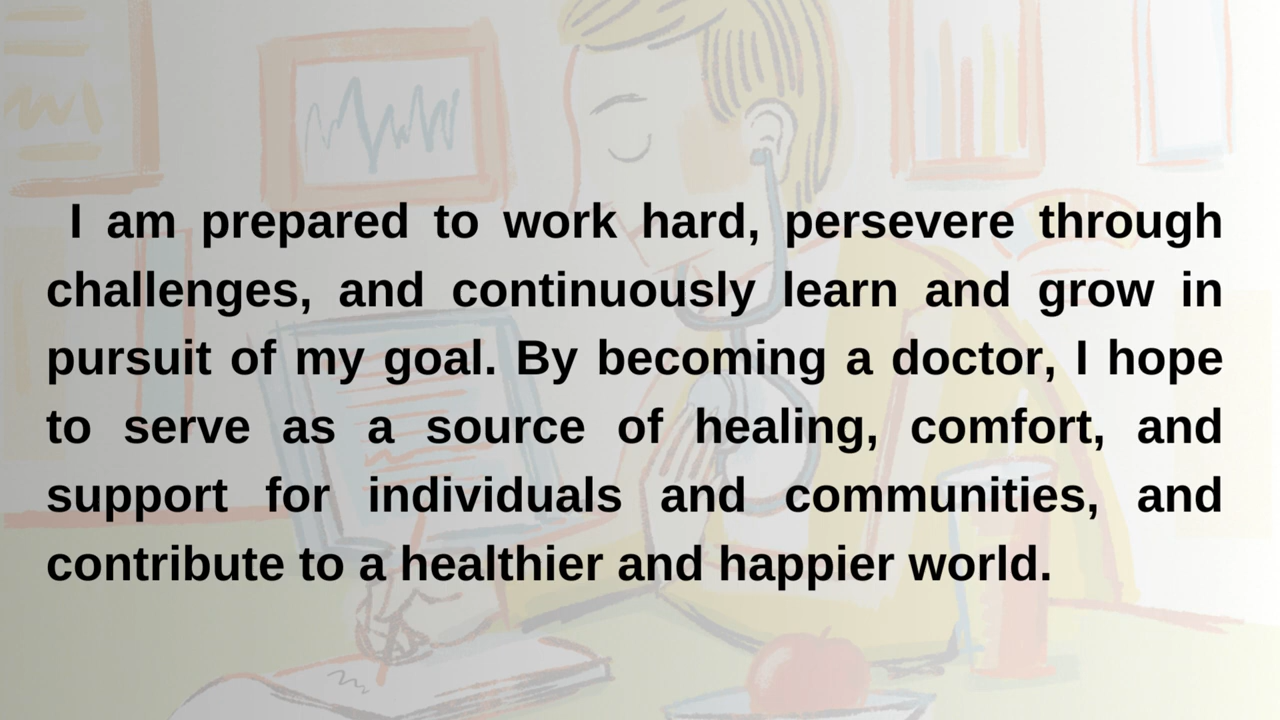 I am prepared to work hard, persevere through
challenges, and continuously learn and grow in
pursuit of my goal. By becoming a doctor, I hope
to serve as a source of healing, comfort, and
support for individuals and communities, and
contribute to a healthier and happier world.